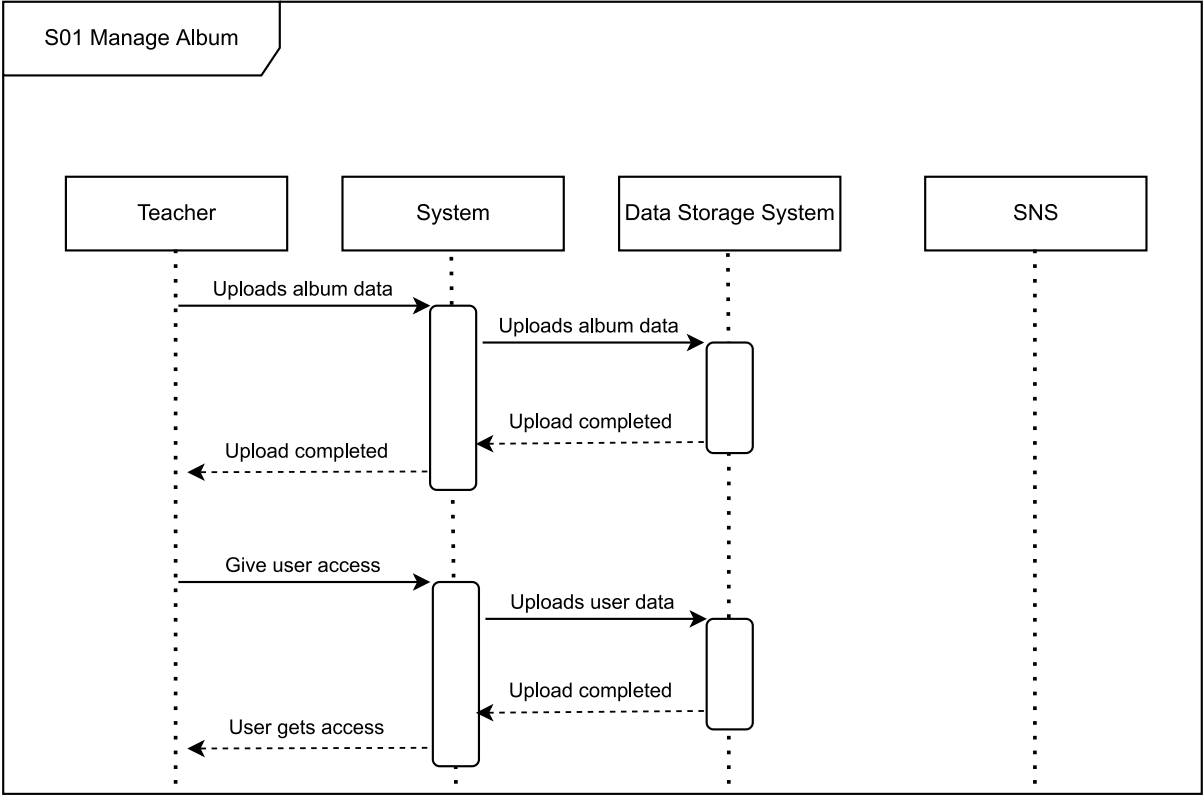 S01 Manage Album
Teacher
System
Data Storage System
SNS
Uploads album data
Uploads album data
Upload completed
Upload completed
Give user access
Uploads user data
Upload completed
User gets access